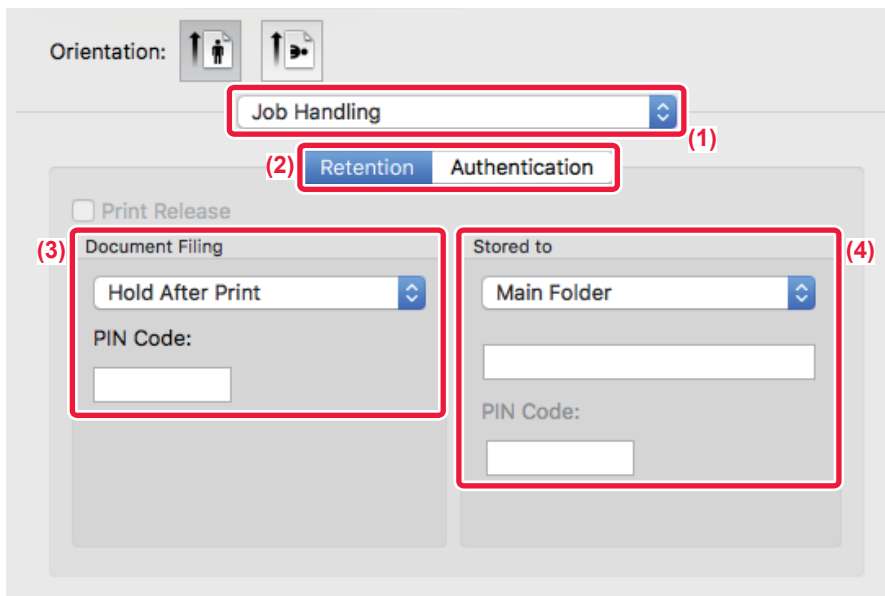 Orientation:
Job Handling
(1)
(2)
Retention Authentication
Print Release
(3)
Document Filing
Hold After Print
PIN Code:
Stored to
(4)
Main Folder
PIN Code: